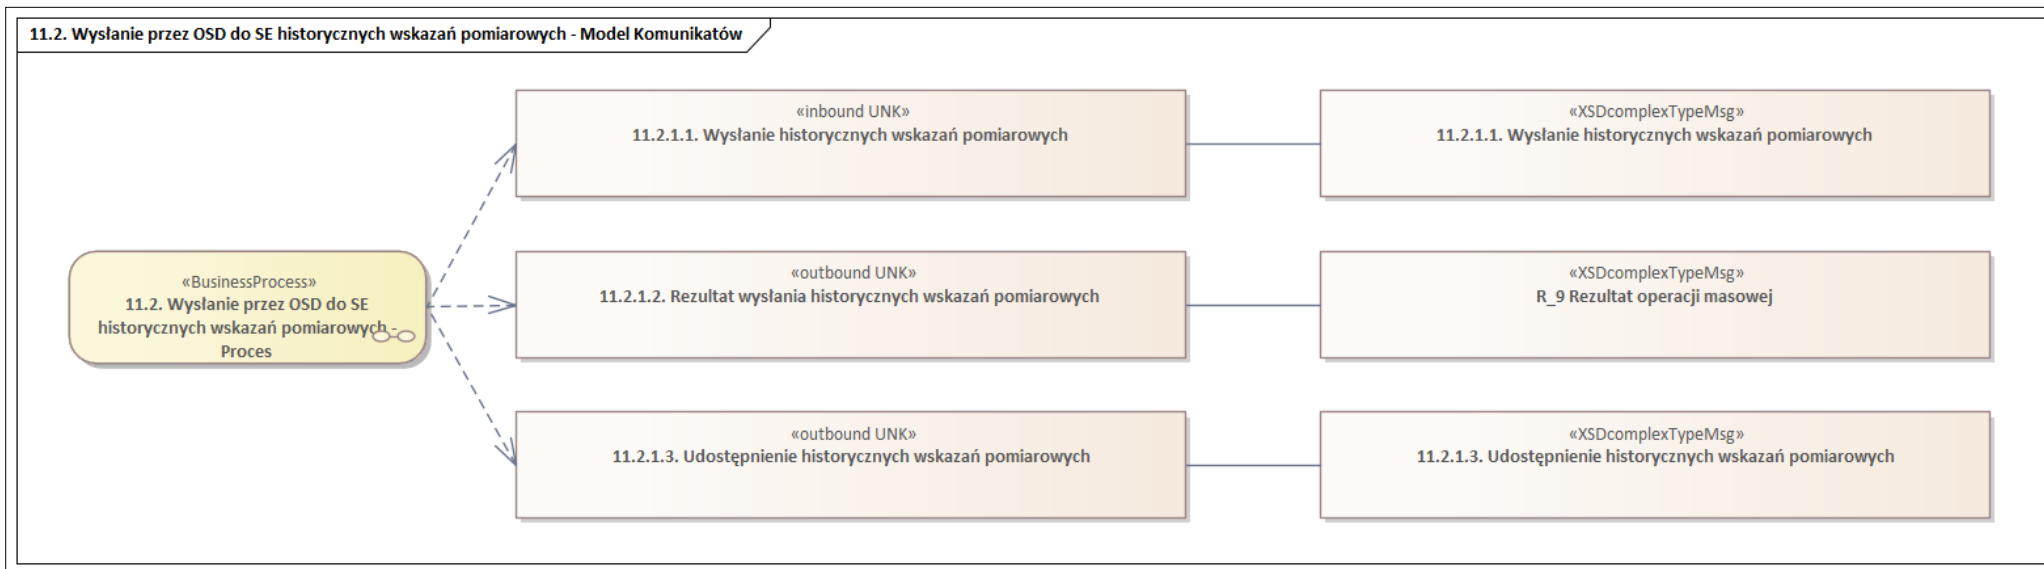 11.2. Wysłanie przez OSD do SE historycznych wskazań pomiarowych - Model Komunikatów
«inbound UNK»
11.2.1.1. Wysłanie historycznych wskazań pomiarowych
«XSDcomplexTypeMsg»
11.2.1.1. Wysłanie historycznych wskazań pomiarowych
«BusinessProcess»
11.2. Wysłanie przez OSD do SE
historycznych wskazań pomiarowych -
Proces
«outbound UNK»
11.2.1.2. Rezultat wysłania historycznych wskazań pomiarowych
«XSDcomplexTypeMsg»
R_9 Rezultat operacji masowej
«outbound UNK»
11.2.1.3. Udostępnienie historycznych wskazań pomiarowych
«XSDcomplexTypeMsg»
11.2.1.3. Udostępnienie historycznych wskazań pomiarowych